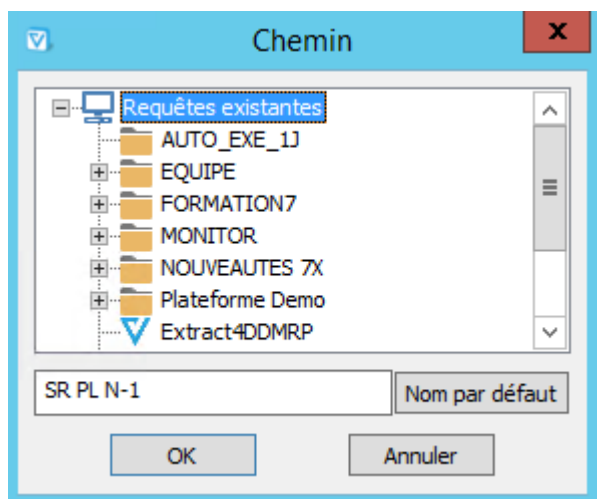 Chemin
Requêtes existantes
AUTO_EXE_1J
EQUIPE
FORMATION7
MONITOR
NOUVEAUTES 7X
Plateforme Demo
Extract4DDMRP
SR PL N-1
Nom par défaut
OK
Annuler